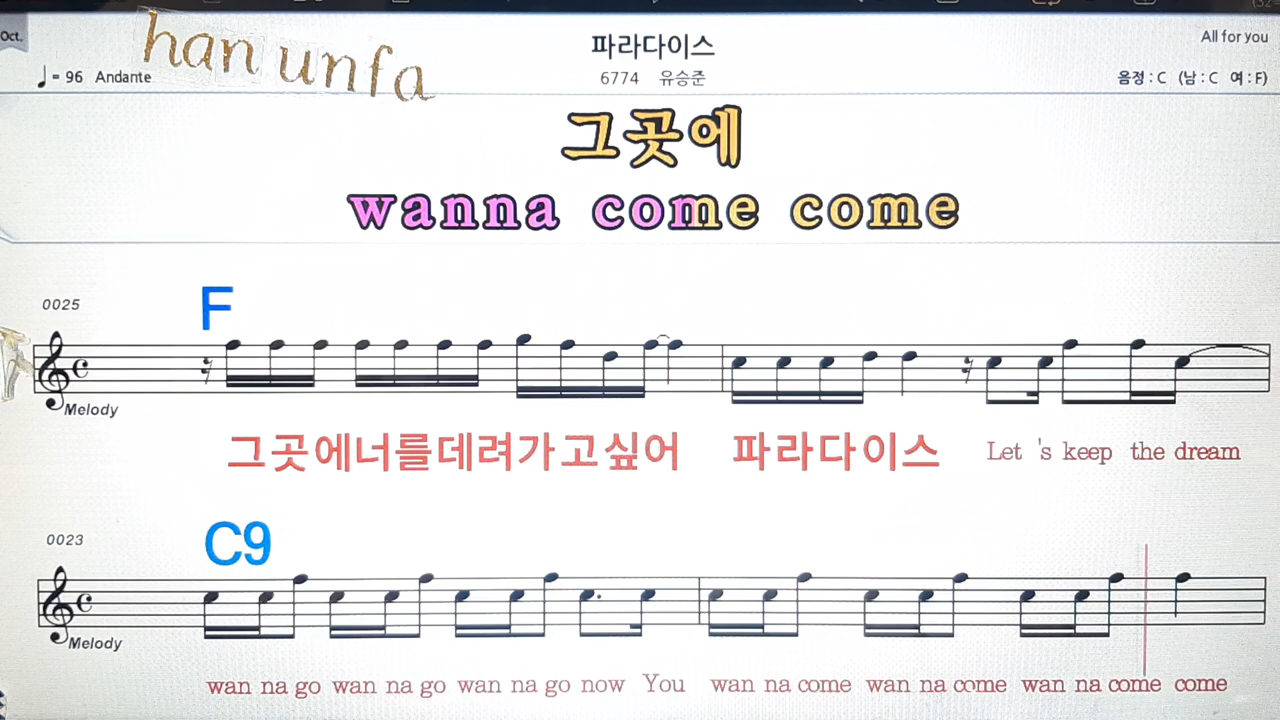 Oct.
han unfa
파라다이스
All for you
♩= 96 Andante
6774 유승준
음정 : C (남 : C 여 : F)
그곳에
wanna come come
0025
F
Melody
그곳에너를데려가고싶어 파라다이스 Let 's keep the dream
0023
C9
Melody
wan na go wan na go wan na go now You wan na come wan na come wan na come come